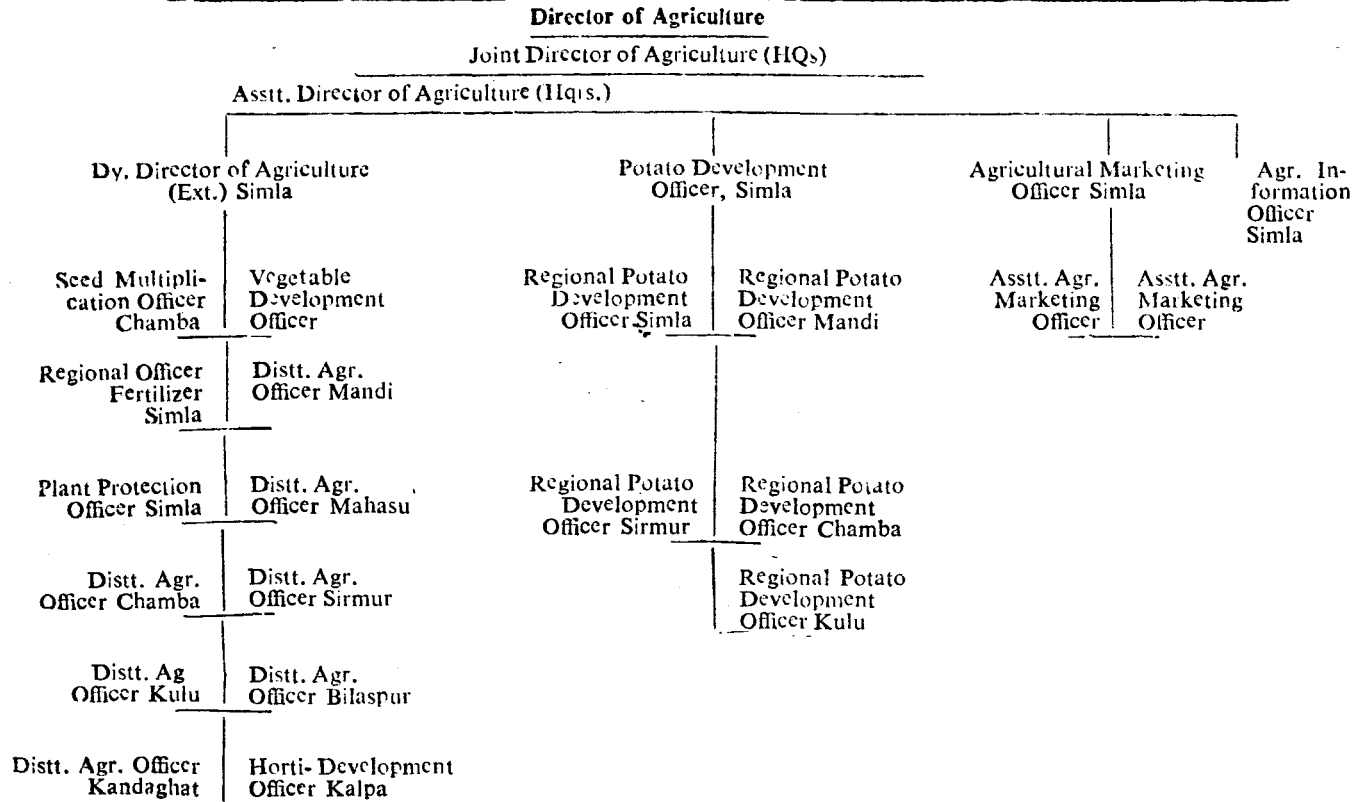 Director of Agriculture
Joint Director of Agriculture (HQs)
Asstt. Director of Agriculture (Hqrs.)
Dy. Director of Agriculture
(Ext.) Simla
Potato Development
Officer, Simla
Agricultural Marketing
Officer Simla
Agr. In-
formation
Officer
Simla
Seed Multipli-
cation Officer
Chamba
Vegetable
Development
Officer
Regional Potato
Development
Officer Simla
Regional Potato
Development
Officer Mandi
Asstt. Agr.
Marketing
Officer
Asstt. Agr.
Marketing
Officer
Regional Officer
Fertilizer
Simla
Distt. Agr.
Officer Mandi
Plant Protection
Officer Simla
Distt. Agr.
Officer Mahasu
Regional Potato
Development
Officer Sirmur
Regional Potato
Development
Officer Chamba
Distt. Agr.
Officer Chamba
Distt. Agr.
Officer Sirmur
Regional Potato
Development
Officer Kulu
Distt. Ag
Officer Kulu
Distt. Agr.
Officer Bilaspur
Distt. Agr. Officer
Kandaghat
Horti-Development
Officer Kalpa